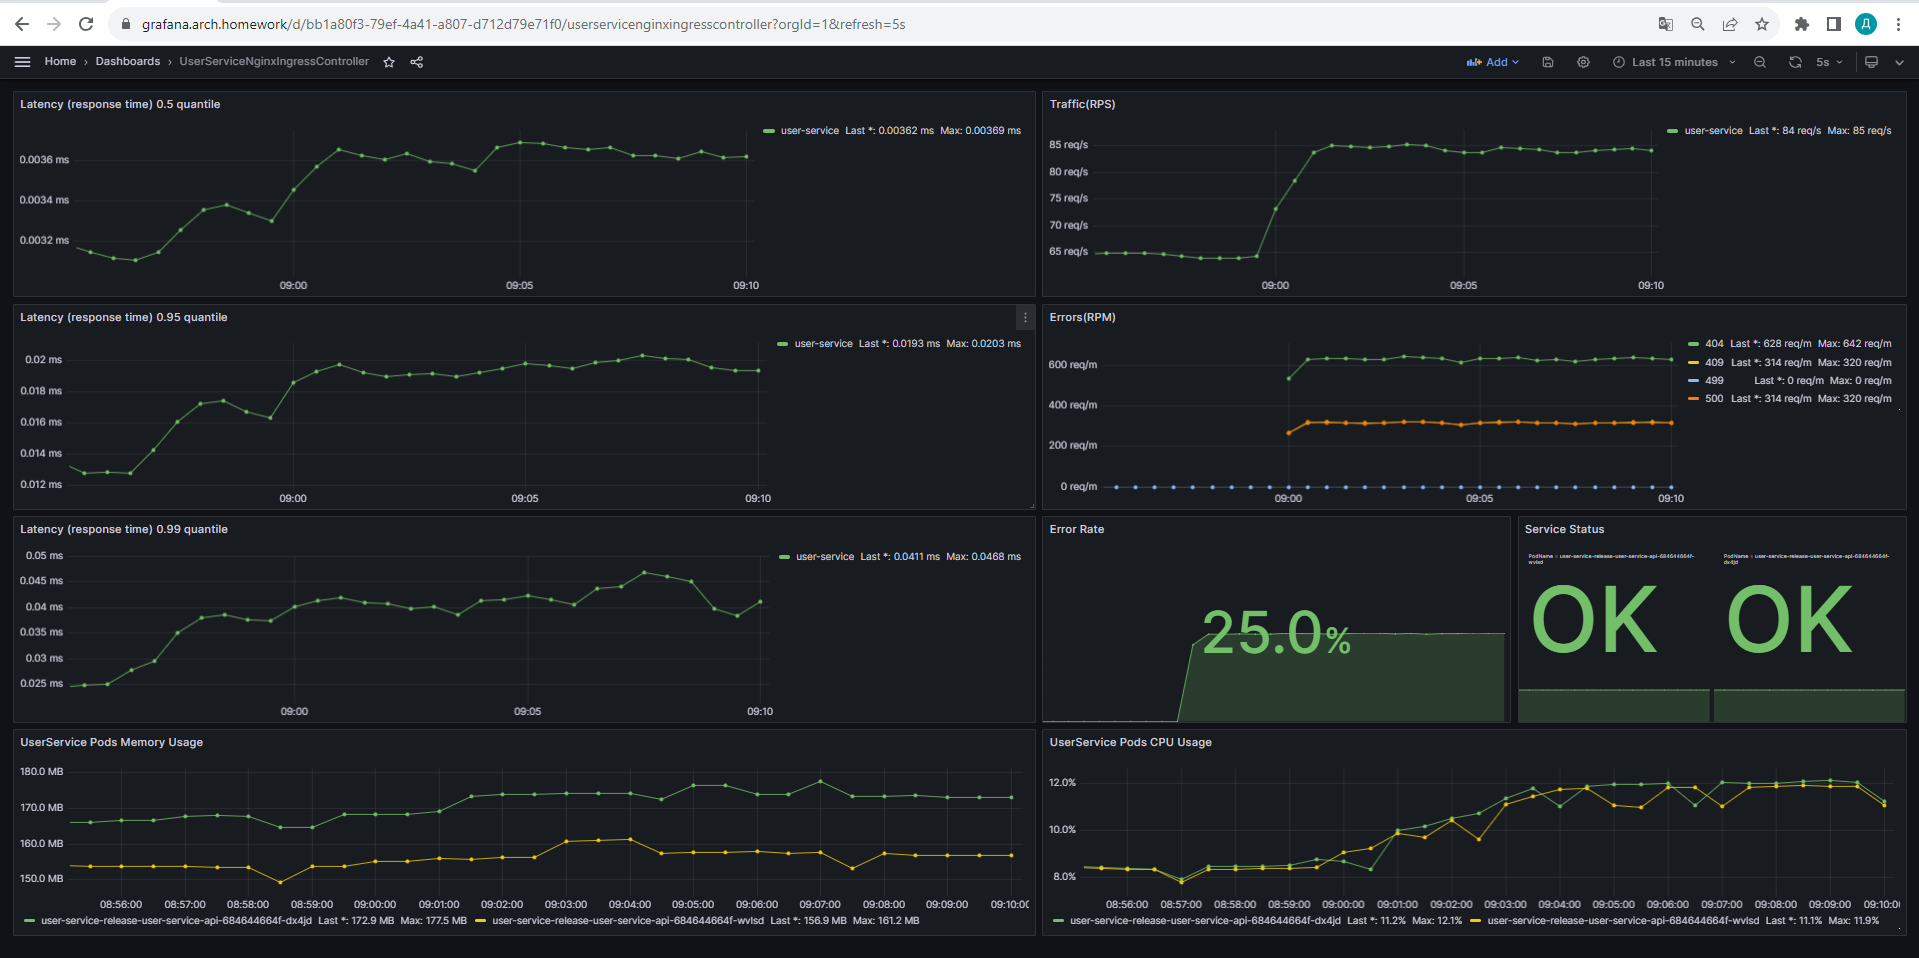 grafana.arch.homework/d/bb1a80f3-79ef-4a41-a807-d712d79e71f0/userservicenginxingresscontroller?orgId=1&refresh=5s
Д
Home › Dashboards › UserServiceNginxIngressController
Add
Last 15 minutes
5s
Latency (response time) 0.5 quantile
user-service Last *: 0.00362 ms Max: 0.00369 ms
0.0036 ms
0.0034 ms
0.0032 ms
09:00 09:05 09:10
Traffic(RPS)
user-service Last *: 84 req/s Max: 85 req/s
85 req/s
80 req/s
75 req/s
70 req/s
65 req/s
09:00 09:05 09:10
Latency (response time) 0.95 quantile
user-service Last *: 0.0193 ms Max: 0.0203 ms
0.02 ms
0.018 ms
0.016 ms
0.014 ms
0.012 ms
09:00 09:05 09:10
Errors(RPM)
404 Last *: 628 req/m Max: 642 req/m
409 Last *: 314 req/m Max: 320 req/m
499 Last *: 0 req/m Max: 0 req/m
500 Last *: 314 req/m Max: 320 req/m
600 req/m
400 req/m
200 req/m
0 req/m
09:00 09:05 09:10
Latency (response time) 0.99 quantile
user-service Last *: 0.0411 ms Max: 0.0468 ms
0.05 ms
0.045 ms
0.04 ms
0.035 ms
0.03 ms
0.025 ms
09:00 09:05 09:10
Error Rate
25.0%
Service Status
PodName = user-service-release-user-service-api-684644664f-
wvlsd
OK
PodName = user-service-release-user-service-api-684644664f-
dx4jd
OK
UserService Pods Memory Usage
180.0 MB
170.0 MB
160.0 MB
150.0 MB
08:56:00 08:57:00 08:58:00 08:59:00 09:00:00 09:01:00 09:02:00 09:03:00 09:04:00 09:05:00 09:06:00 09:07:00 09:08:00 09:09:00 09:10:00
user-service-release-user-service-api-684644664f-dx4jd Last *: 172.9 MB Max: 177.5 MB user-service-release-user-service-api-684644664f-wvlsd Last *: 156.9 MB Max: 161.2 MB
UserService Pods CPU Usage
12.0%
10.0%
8.0%
08:56:00 08:57:00 08:58:00 08:59:00 09:00:00 09:01:00 09:02:00 09:03:00 09:04:00 09:05:00 09:06:00 09:07:00 09:08:00 09:09:00 09:10:0
user-service-release-user-service-api-684644664f-dx4jd Last *: 11.2% Max: 12.1% user-service-release-user-service-api-684644664f-wvlsd Last *: 11.1% Max: 11.9%